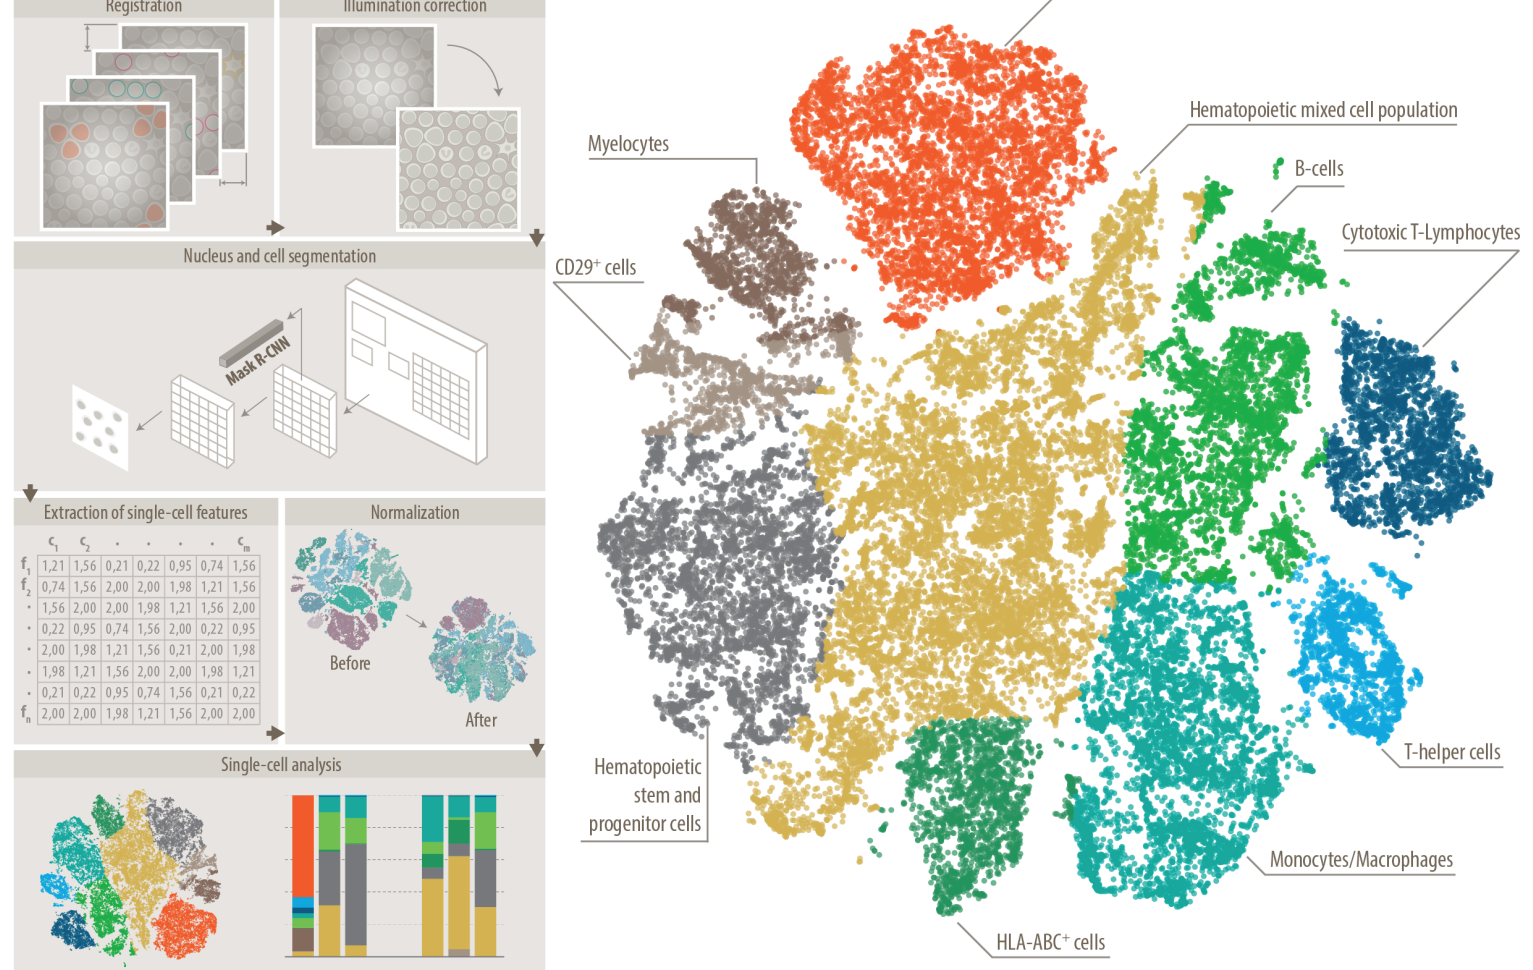 Registration
Illumination correction
Nucleus and cell segmentation
Mask R-CNN
Extraction of single-cell features
c1 c2 · · · · cm
f1 1,21 1,56 0,21 0,22 0,95 0,74 1,56
f2 0,74 1,56 2,00 2,00 1,98 1,21 1,56
· 1,56 2,00 2,00 1,98 1,21 1,56 2,00
· 0,22 0,95 0,74 1,56 2,00 0,22 0,95
· 2,00 1,98 1,21 1,56 0,21 2,00 1,98
· 1,98 1,21 1,56 2,00 2,00 1,98 1,21
· 0,21 0,22 0,95 0,74 1,56 0,21 0,22
fn 2,00 2,00 1,98 1,21 1,56 2,00 2,00
Normalization
Before
After
Single-cell analysis
Hematopoietic mixed cell population
Myelocytes
B-cells
Cytotoxic T-Lymphocytes
CD29+ cells
T-helper cells
Hematopoietic
stem and
progenitor cells
Monocytes/Macrophages
HLA-ABC+ cells